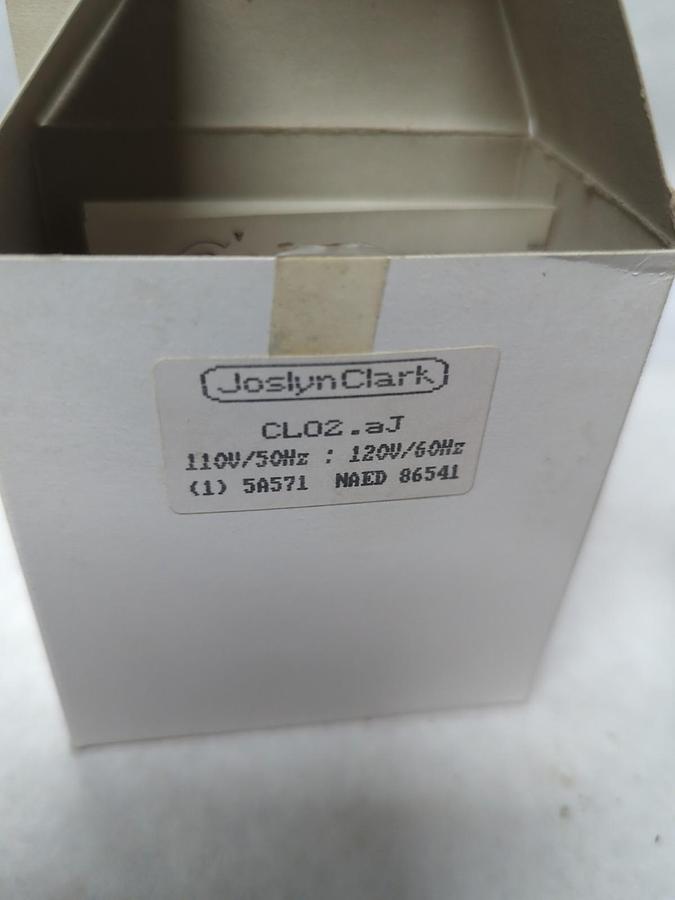 JoslynClark
CL02.aJ
110V/50Hz : 120V/60Hz
(1) 5A571 NAED 86541